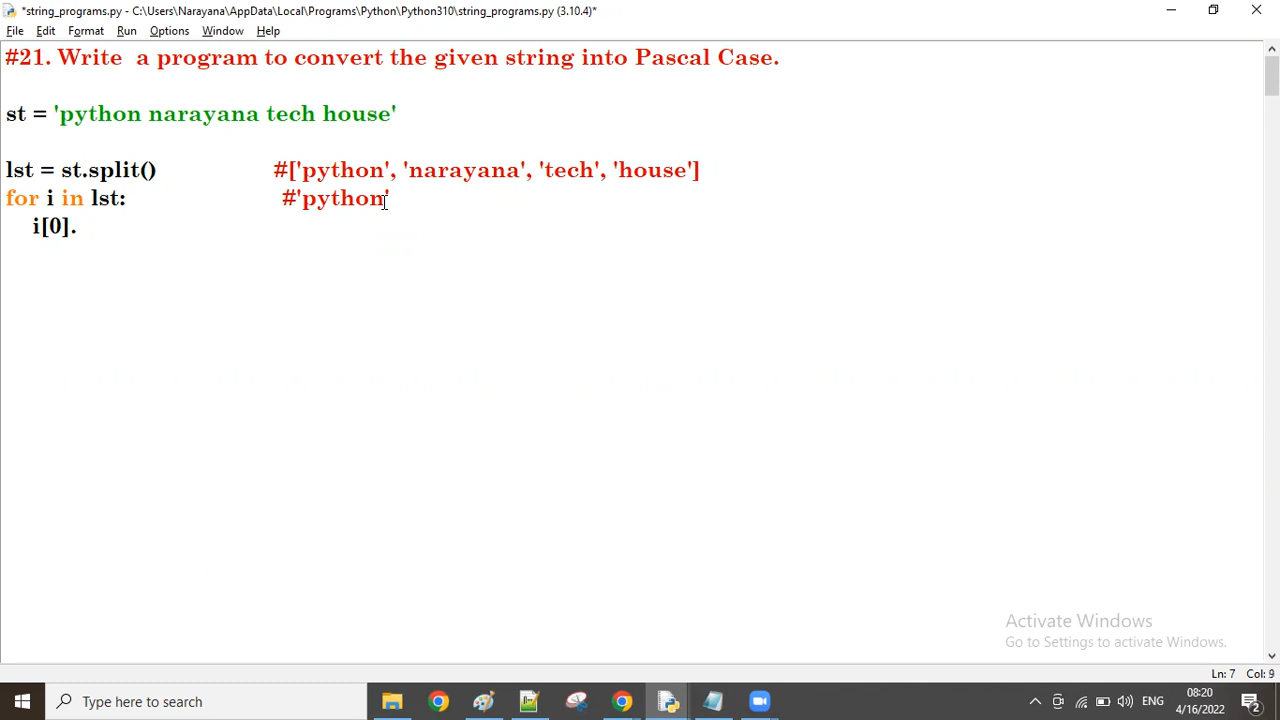 *string_programs.py - C:\Users\Narayana\AppData\Local\Programs\Python\Python310\string_programs.py (3.10.4)*
File Edit Format Run Options Window Help
#21. Write  a program to convert the given string into Pascal Case.
st = 'python narayana tech house'
lst = st.split() #['python', 'narayana', 'tech', 'house']
for i in lst: #'python'
i[0].
Activate Windows
Go to Settings to activate Windows.
Ln: 7 Col: 9
Type here to search
ENG
08:20
4/16/2022
2